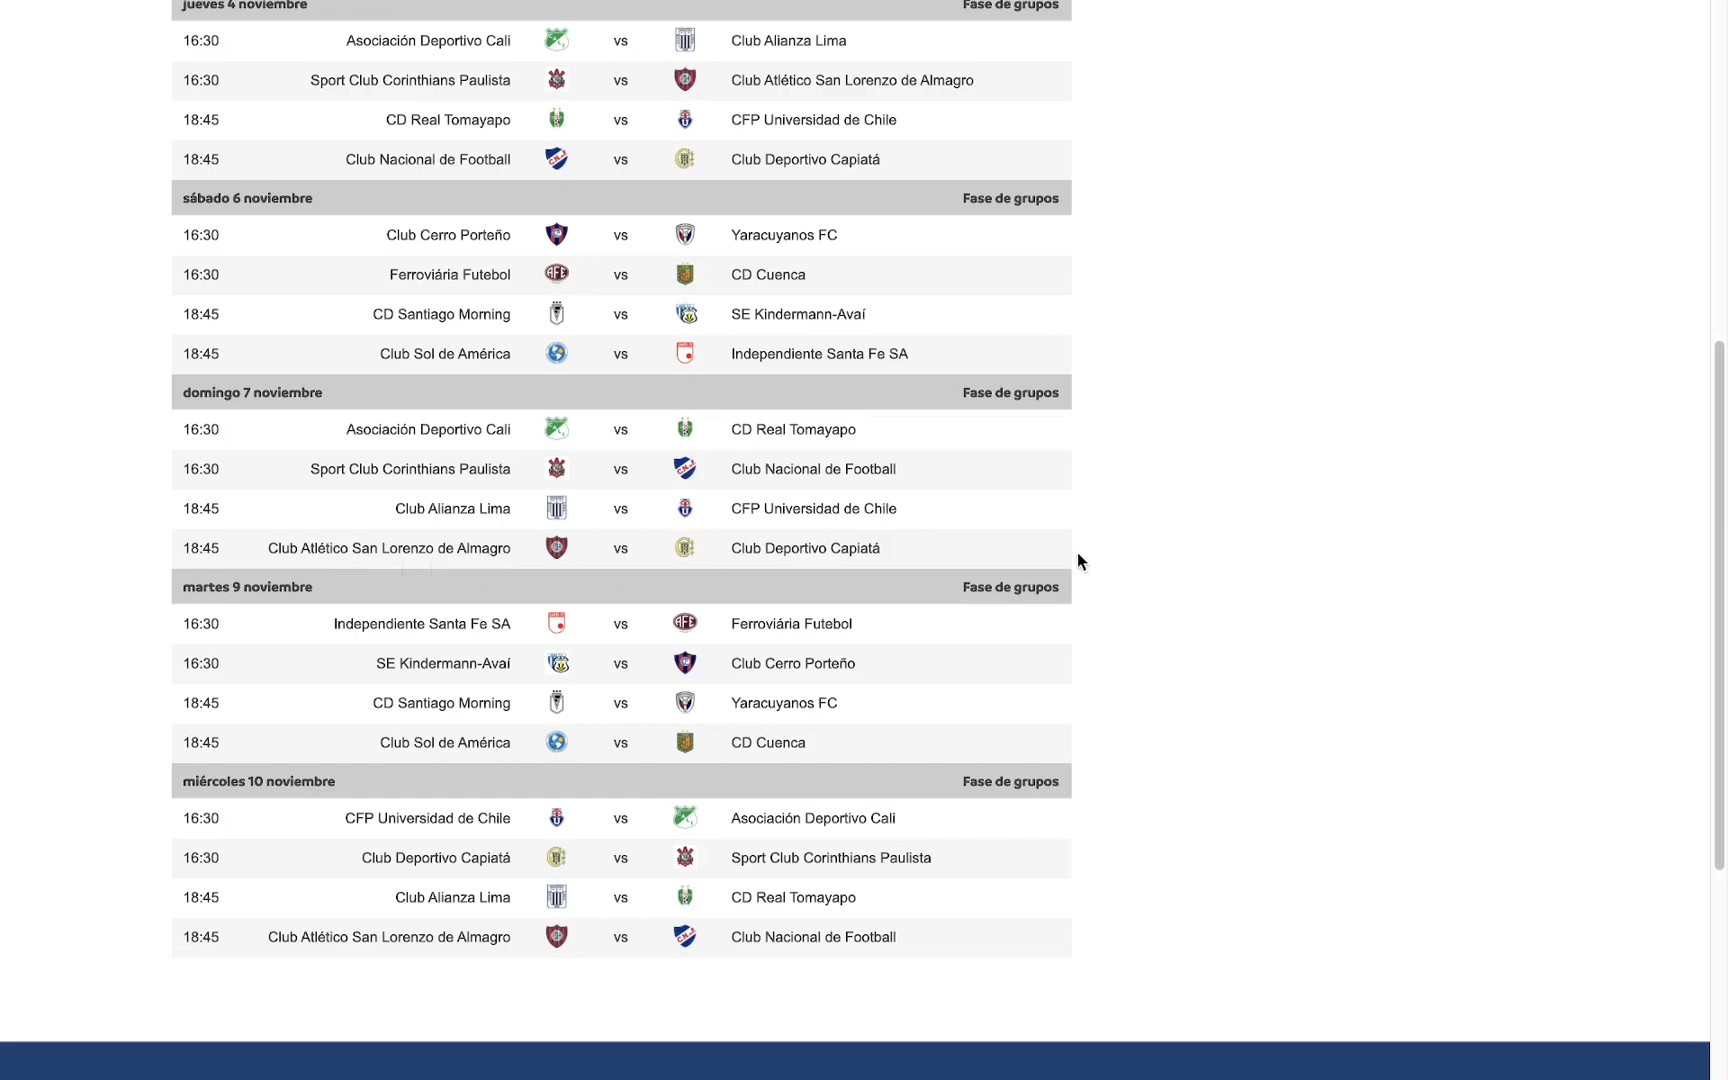 jueves 4 noviembre Fase de grupos
16:30 Asociación Deportivo Cali vs Club Alianza Lima
16:30 Sport Club Corinthians Paulista vs Club Atlético San Lorenzo de Almagro
18:45 CD Real Tomayapo vs CFP Universidad de Chile
18:45 Club Nacional de Football vs Club Deportivo Capiatá
sábado 6 noviembre Fase de grupos
16:30 Club Cerro Porteño vs Yaracuyanos FC
16:30 Ferroviária Futebol AFE vs CD Cuenca
18:45 CD Santiago Morning vs SE Kindermann-Avaí
18:45 Club Sol de América vs Independiente Santa Fe SA
domingo 7 noviembre Fase de grupos
16:30 Asociación Deportivo Cali vs CD Real Tomayapo
16:30 Sport Club Corinthians Paulista vs Club Nacional de Football
18:45 Club Alianza Lima vs CFP Universidad de Chile
18:45 Club Atlético San Lorenzo de Almagro vs Club Deportivo Capiatá
martes 9 noviembre Fase de grupos
16:30 Independiente Santa Fe SA vs AFE Ferroviária Futebol
16:30 SE Kindermann-Avaí vs Club Cerro Porteño
18:45 CD Santiago Morning vs Yaracuyanos FC
18:45 Club Sol de América vs CD Cuenca
miércoles 10 noviembre Fase de grupos
16:30 CFP Universidad de Chile vs Asociación Deportivo Cali
16:30 Club Deportivo Capiatá vs Sport Club Corinthians Paulista
18:45 Club Alianza Lima vs CD Real Tomayapo
18:45 Club Atlético San Lorenzo de Almagro vs Club Nacional de Football